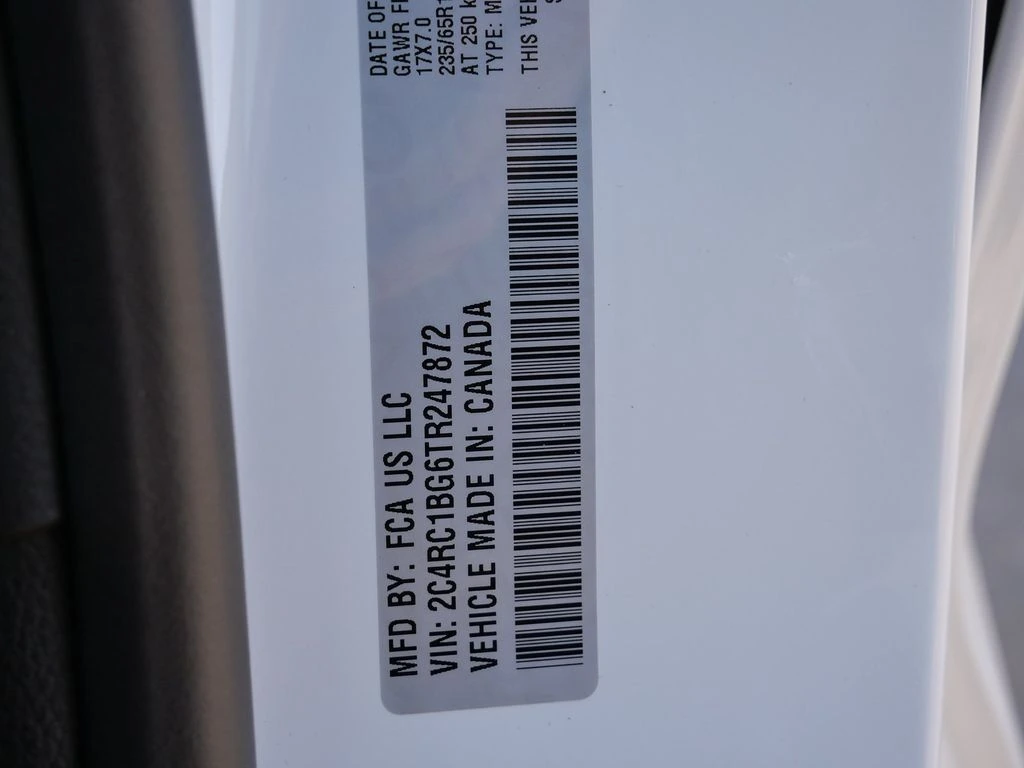 MFD BY: FCA US LLC
VIN: 2C4RC1BG6TR247872
VEHICLE MADE IN: CANADA
DATE OF
GAWR
17X7.0
235/65R1
AT 250
TYPE: M
THIS VE